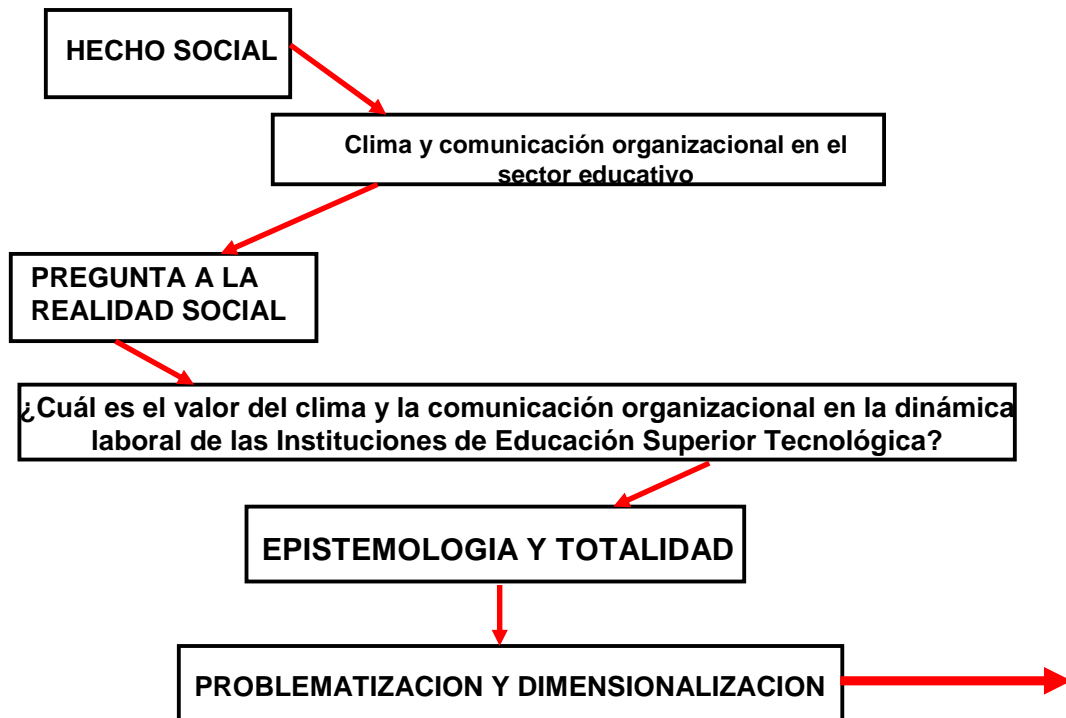 HECHO SOCIAL
Clima y comunicación organizacional en el
sector educativo
PREGUNTA A LA
REALIDAD SOCIAL
¿Cuál es el valor del clima y la comunicación organizacional en la dinámica
laboral de las Instituciones de Educación Superior Tecnológica?
EPISTEMOLOGIA Y TOTALIDAD
PROBLEMATIZACION Y DIMENSIONALIZACION